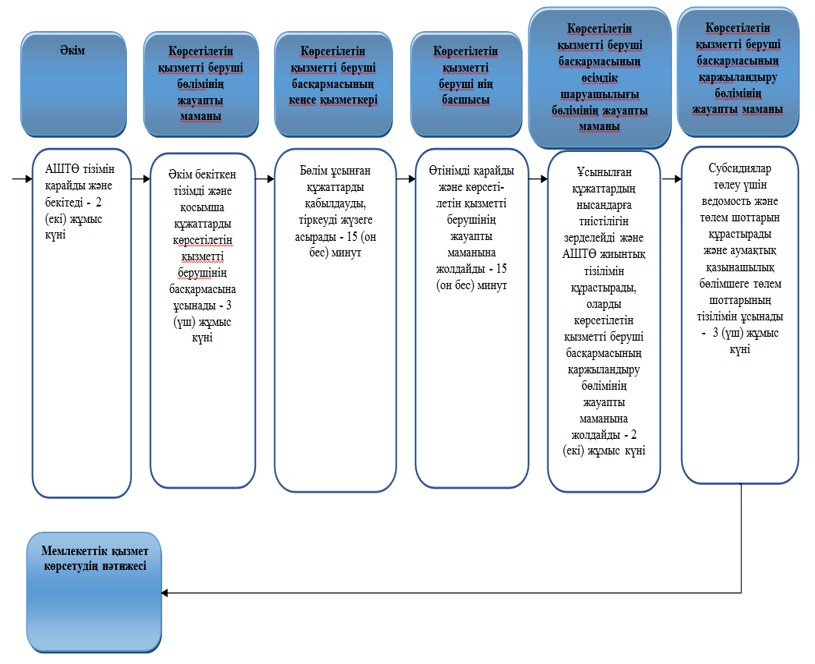 Әкім
Көрсетілетін
қызметті беруші
бөлімінің
жауапты
маманы
Көрсетілетін
қызметті беруші
басқармасының
кеңсе қызметкері
Көрсетілетін
қызметті
беруші нің
басшысы
Көрсетілетін
қызметті беруші
басқармасының
өсімдік
шаруашылығы
бөлімінің жауапты
маманы
Көрсетілетін
қызметті беруші
басқармасының
қаржыландыру
бөлімінің
жауапты маманы
АШТӨ тізімін
қарайды және
бекітеді - 2
(екі) жұмыс
күні
Әкім бекіткен
тізімді және
қосымша
құжаттарды
көрсетілетін
қызметті
берушінің
басқармасына
ұсынады - 3
(үш) жұмыс
күні
Бөлім ұсынған
құжаттарды
қабылдауды,
тіркеуді жүзеге
асырады - 15 (он
бес) минут
Өтінімді қарайды
және көрсеті-
летін қызметті
берушінің
жауапты
маманына
жолдайды - 15
(он бес) минут
Ұсынылған
құжаттардың
нысандарға
тиістілігін
зерделейді және
АШТӨ жиынтық
тізілімін
құрастырады,
оларды
көрсетілетін
қызметті беруші
басқармасының
қаржыландыру
бөлімінің
жауапты
маманына
жолдайды - 2
(екі) жұмыс күні
Субсидиялар
төлеу үшін
ведомость және
төлем шоттарын
құрастырады
және аумақтық
қазынашылық
бөлімшеге төлем
шоттарының
тізілімін ұсынады
- 3 (үш) жұмыс
күні
Мемлекеттік қызмет
көрсетудің нәтижесі